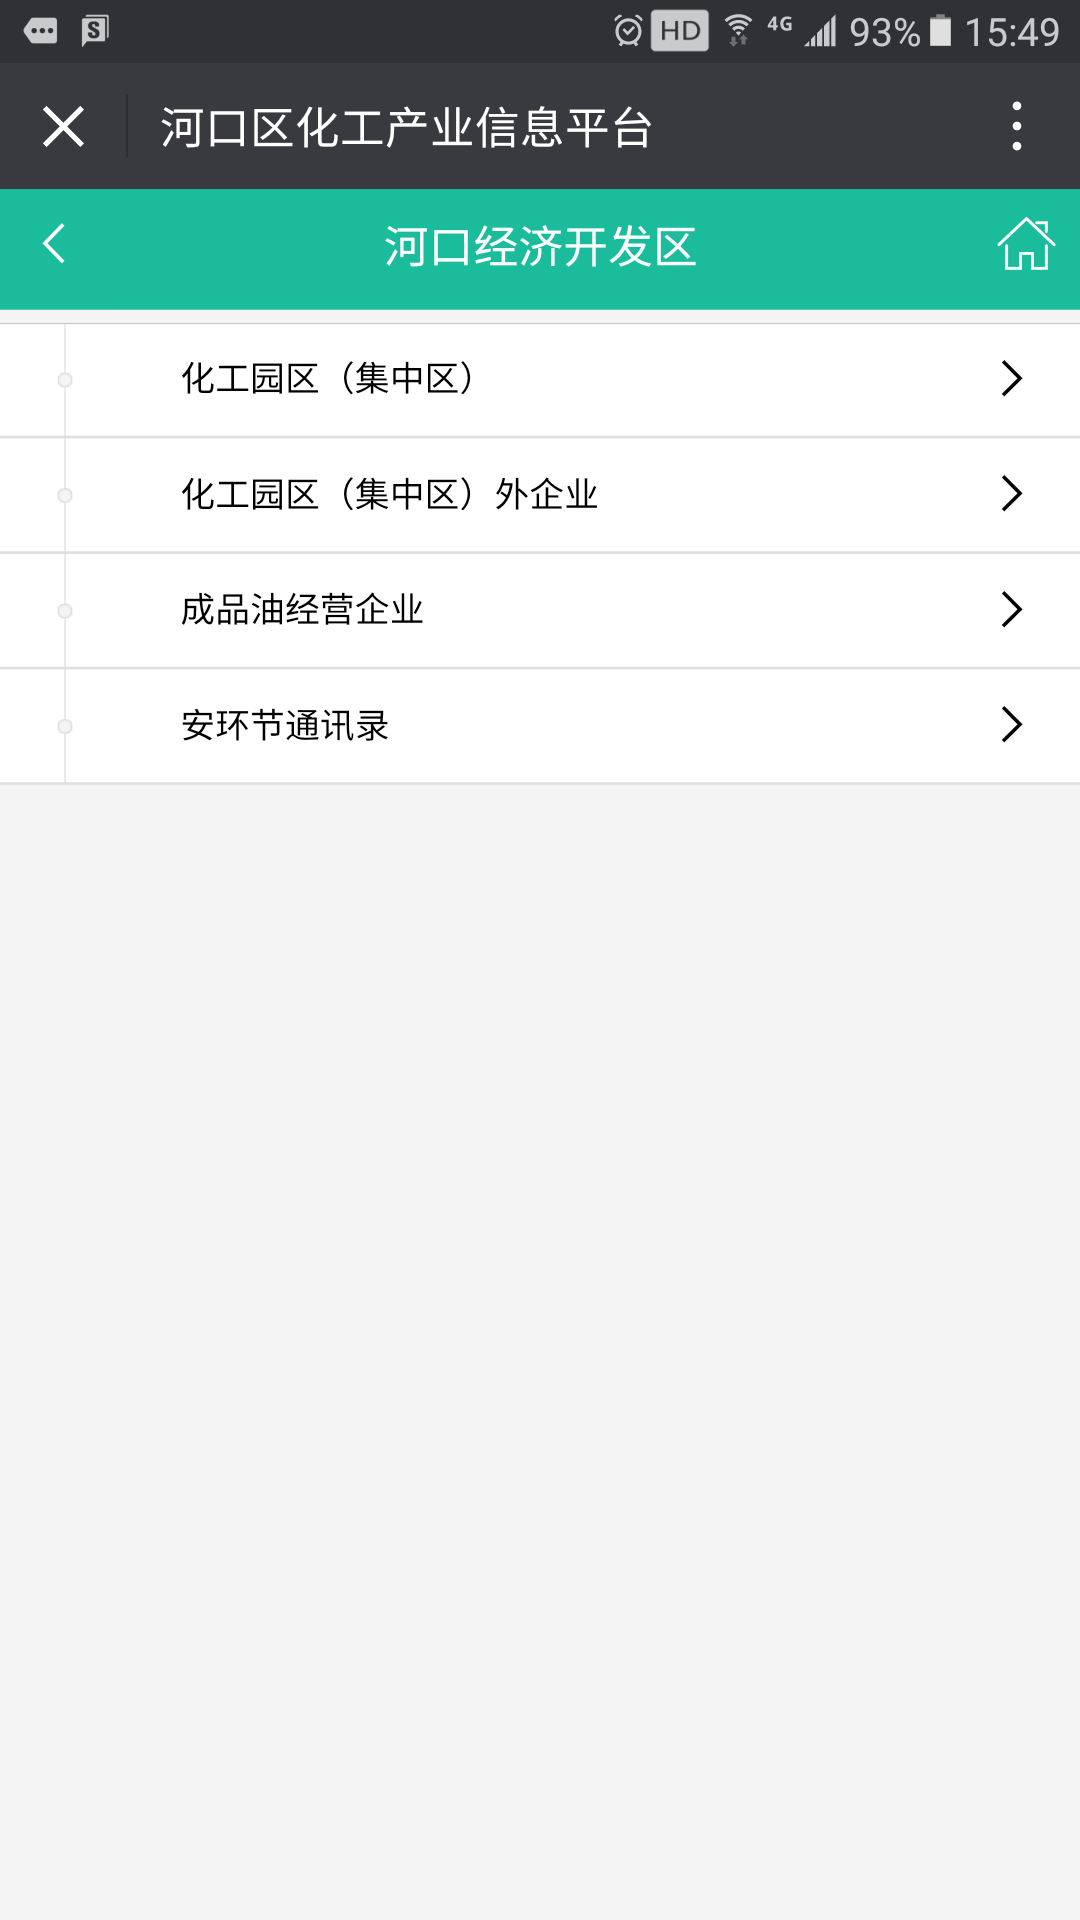 HD 4G 93% 15:49
河口区化工产业信息平台
河口经济开发区
化工园区（集中区）
化工园区（集中区）外企业
成品油经营企业
安环节通讯录